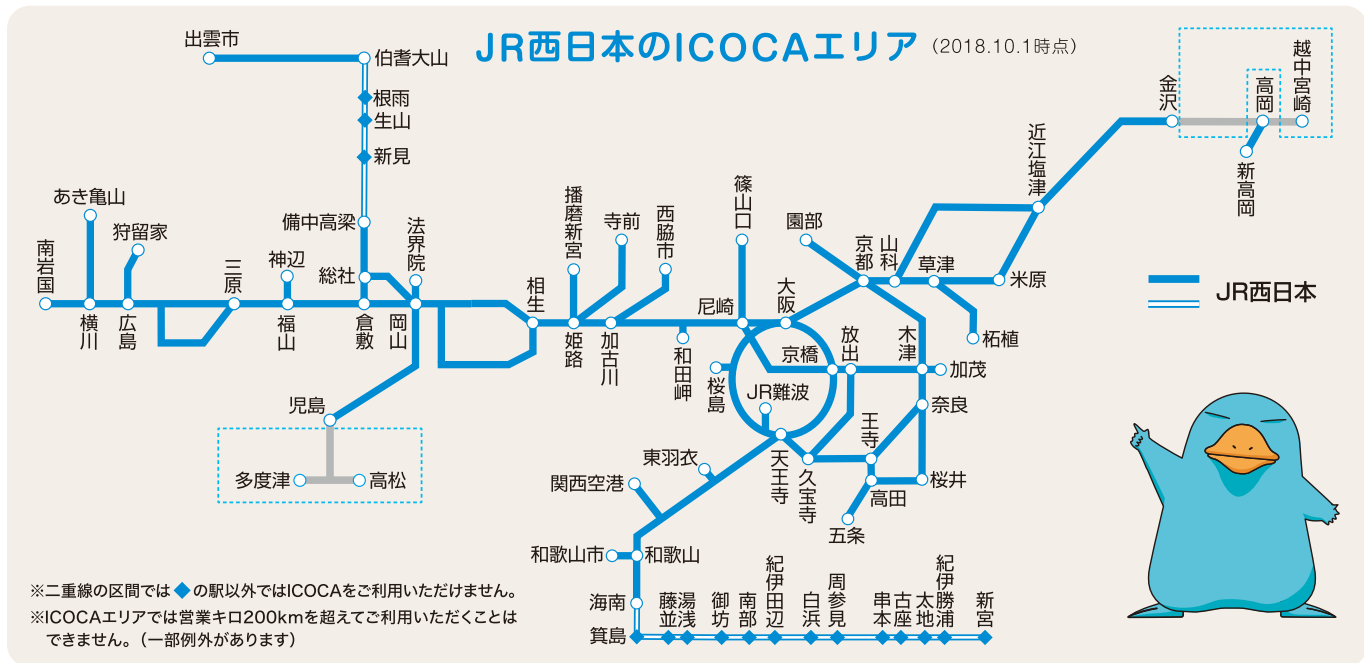 JR西日本のICOCAエリア（2018.10.1時点）
出雲市
伯耆大山
根雨
生山
新見
備中高梁
総社
法界院
あき亀山
狩留家
南岩国
横川
広島
三原
神辺
福山
倉敷
岡山
児島
多度津
高松
相生
播磨新宮
姫路
寺前
西脇市
加古川
和田岬
篠山口
尼崎
大阪
園部
京都
山科
草津
米原
近江塩津
金沢
高岡
越中宮崎
新高岡
柘植
桜島
京橋
放出
木津
加茂
JR難波
奈良
王寺
天王寺
久宝寺
高田
桜井
五条
東羽衣
関西空港
和歌山市
和歌山
海南
箕島
藤並
湯浅
御坊
南部
紀伊田辺
白浜
周参見
串本
古座
太地
紀伊勝浦
新宮
JR西日本
※二重線の区間では◆の駅以外ではICOCAをご利用いただけません。
※ICOCAエリアでは営業キロ200kmを超えてご利用いただくことは
できません。（一部例外があります）